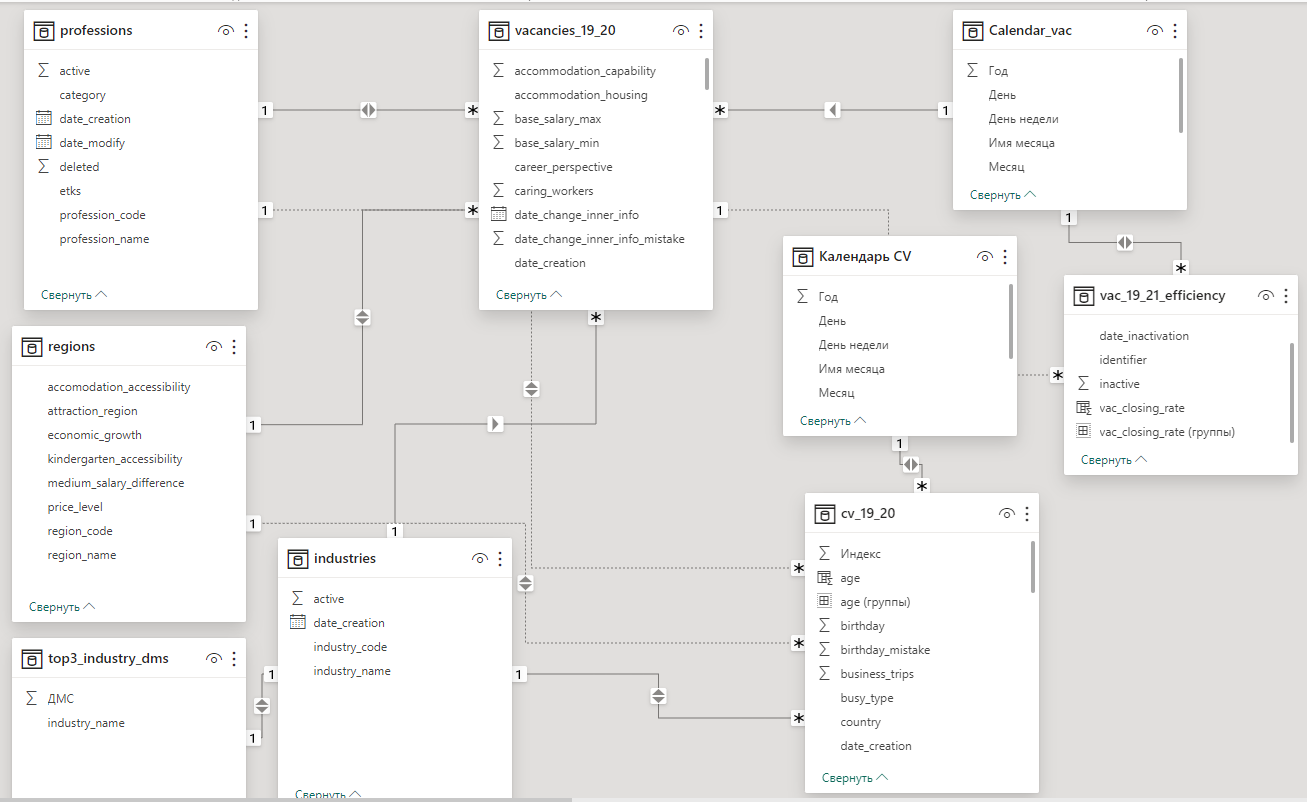 professions
active
category
date_creation
date_modify
deleted
etks
profession_code
profession_name
Свернуть
vacancies_19_20
accommodation_capability
accommodation_housing
base_salary_max
base_salary_min
career_perspective
caring_workers
date_change_inner_info
date_change_inner_info_mistake
date_creation
Свернуть
Calendar_vac
Год
День
День недели
Имя месяца
Месяц
Свернуть
Календарь CV
Год
День
День недели
Имя месяца
Месяц
Свернуть
vac_19_21_efficiency
date_inactivation
identifier
inactive
vac_closing_rate
vac_closing_rate (группы)
Свернуть
regions
accomodation_accessibility
attraction_region
economic_growth
kindergarten_accessibility
medium_salary_difference
price_level
region_code
region_name
Свернуть
industries
active
date_creation
industry_code
industry_name
Свернуть
cv_19_20
Индекс
age
age (группы)
birthday
birthday_mistake
business_trips
busy_type
country
date_creation
Свернуть
top3_industry_dms
ДМС
industry_name
1
*
*
1
1
*
1
1
*
1
*
*
1
*
1
1
*
1
*
*
1
1
*
1